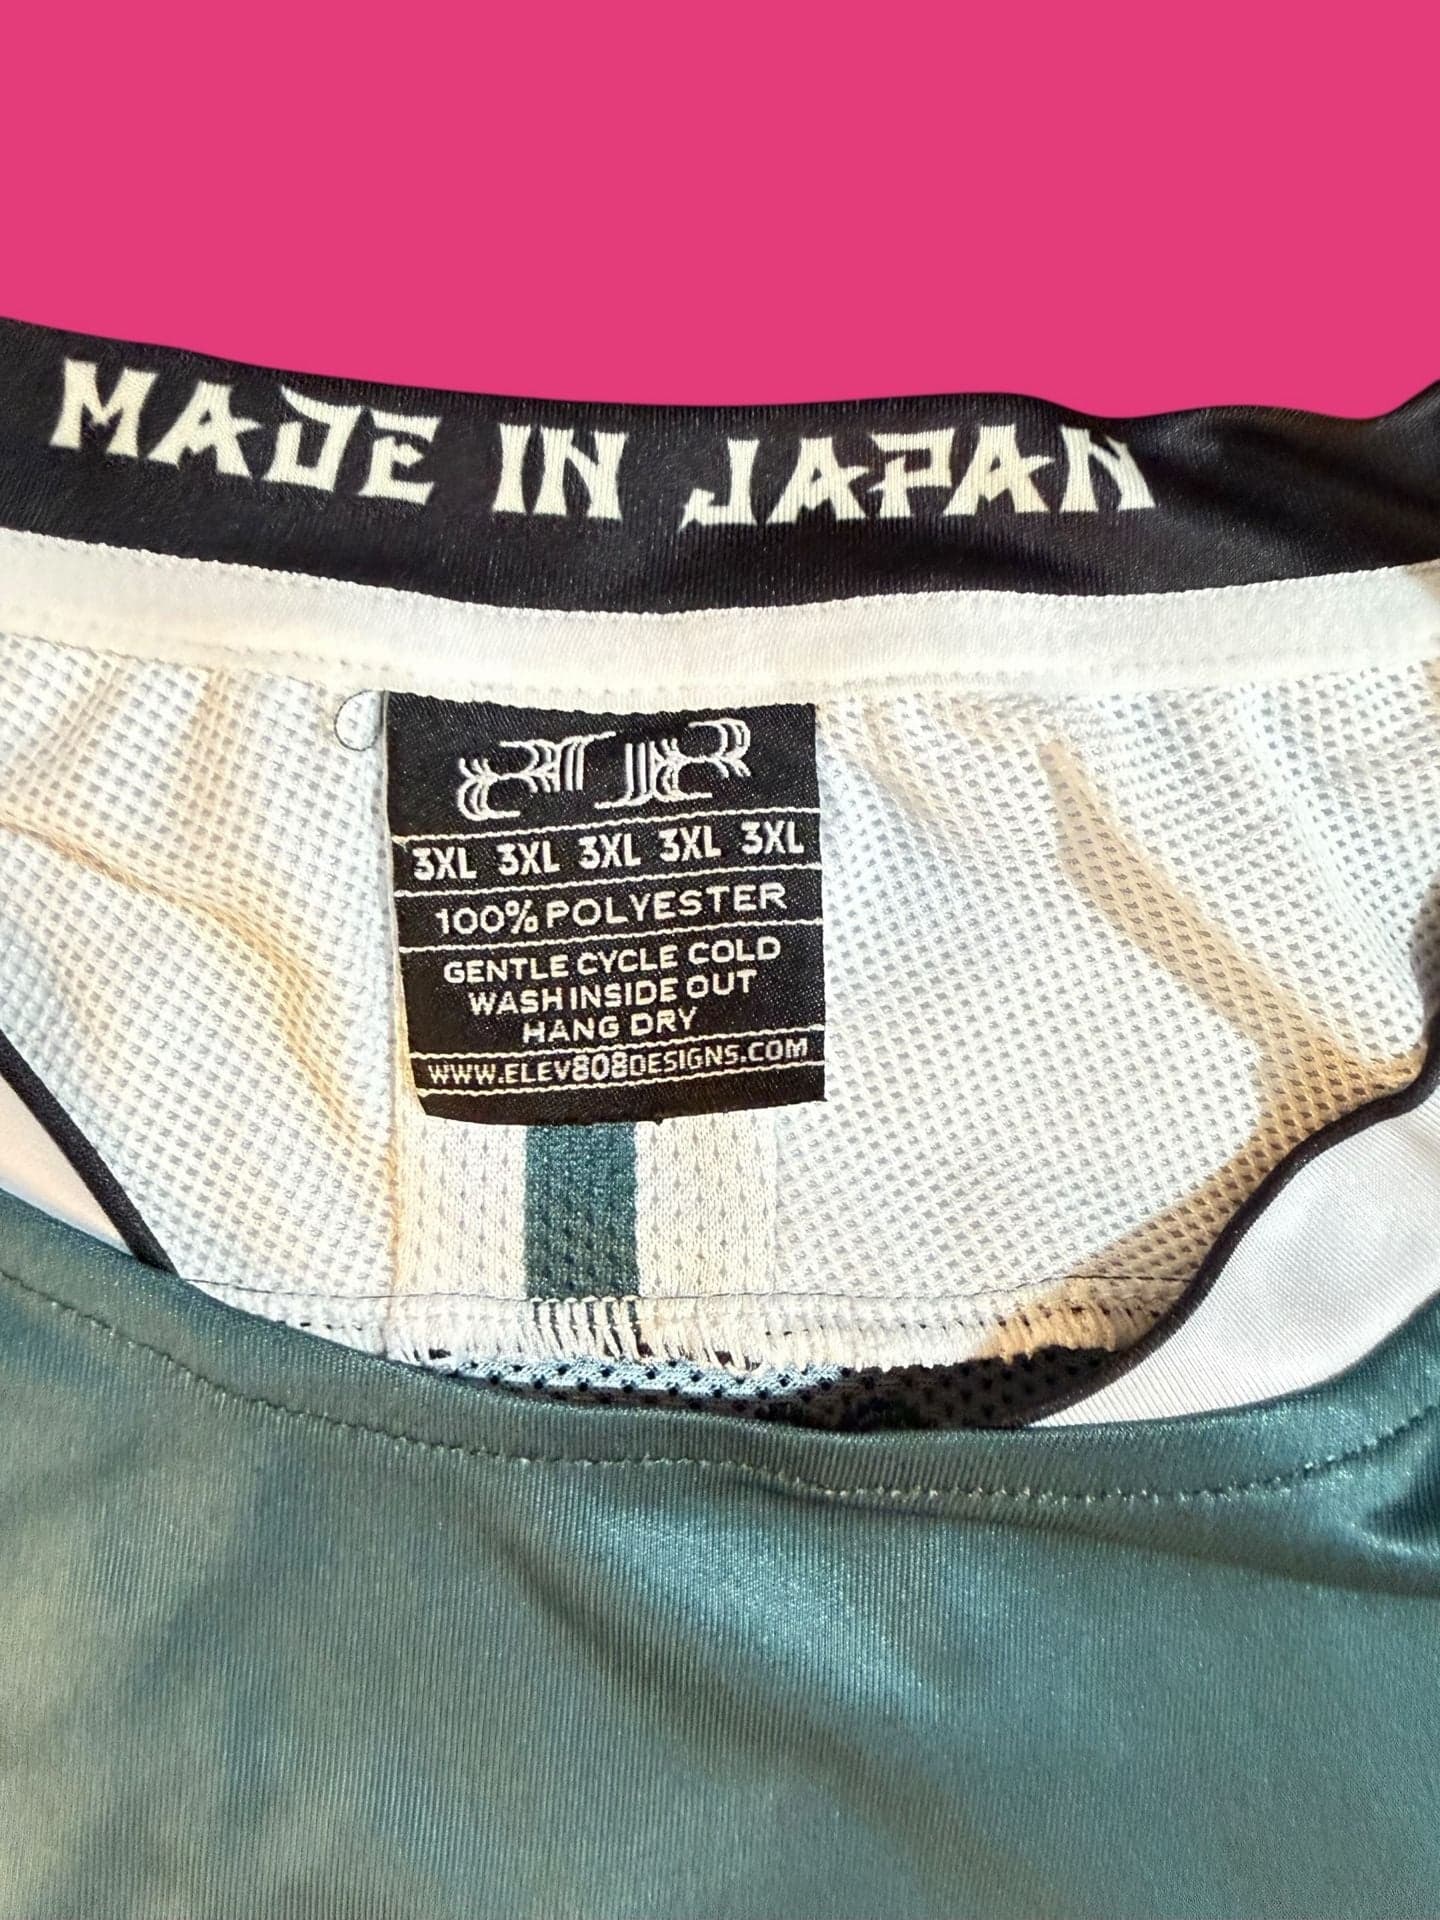 MADE IN JAPAN
3XL 3XL 3XL 3XL 3XL
100% POLYESTER
GENTLE CYCLE COLD
WASH INSIDE OUT
HANG DRY
WWW.ELEV808DESIGNS.COM